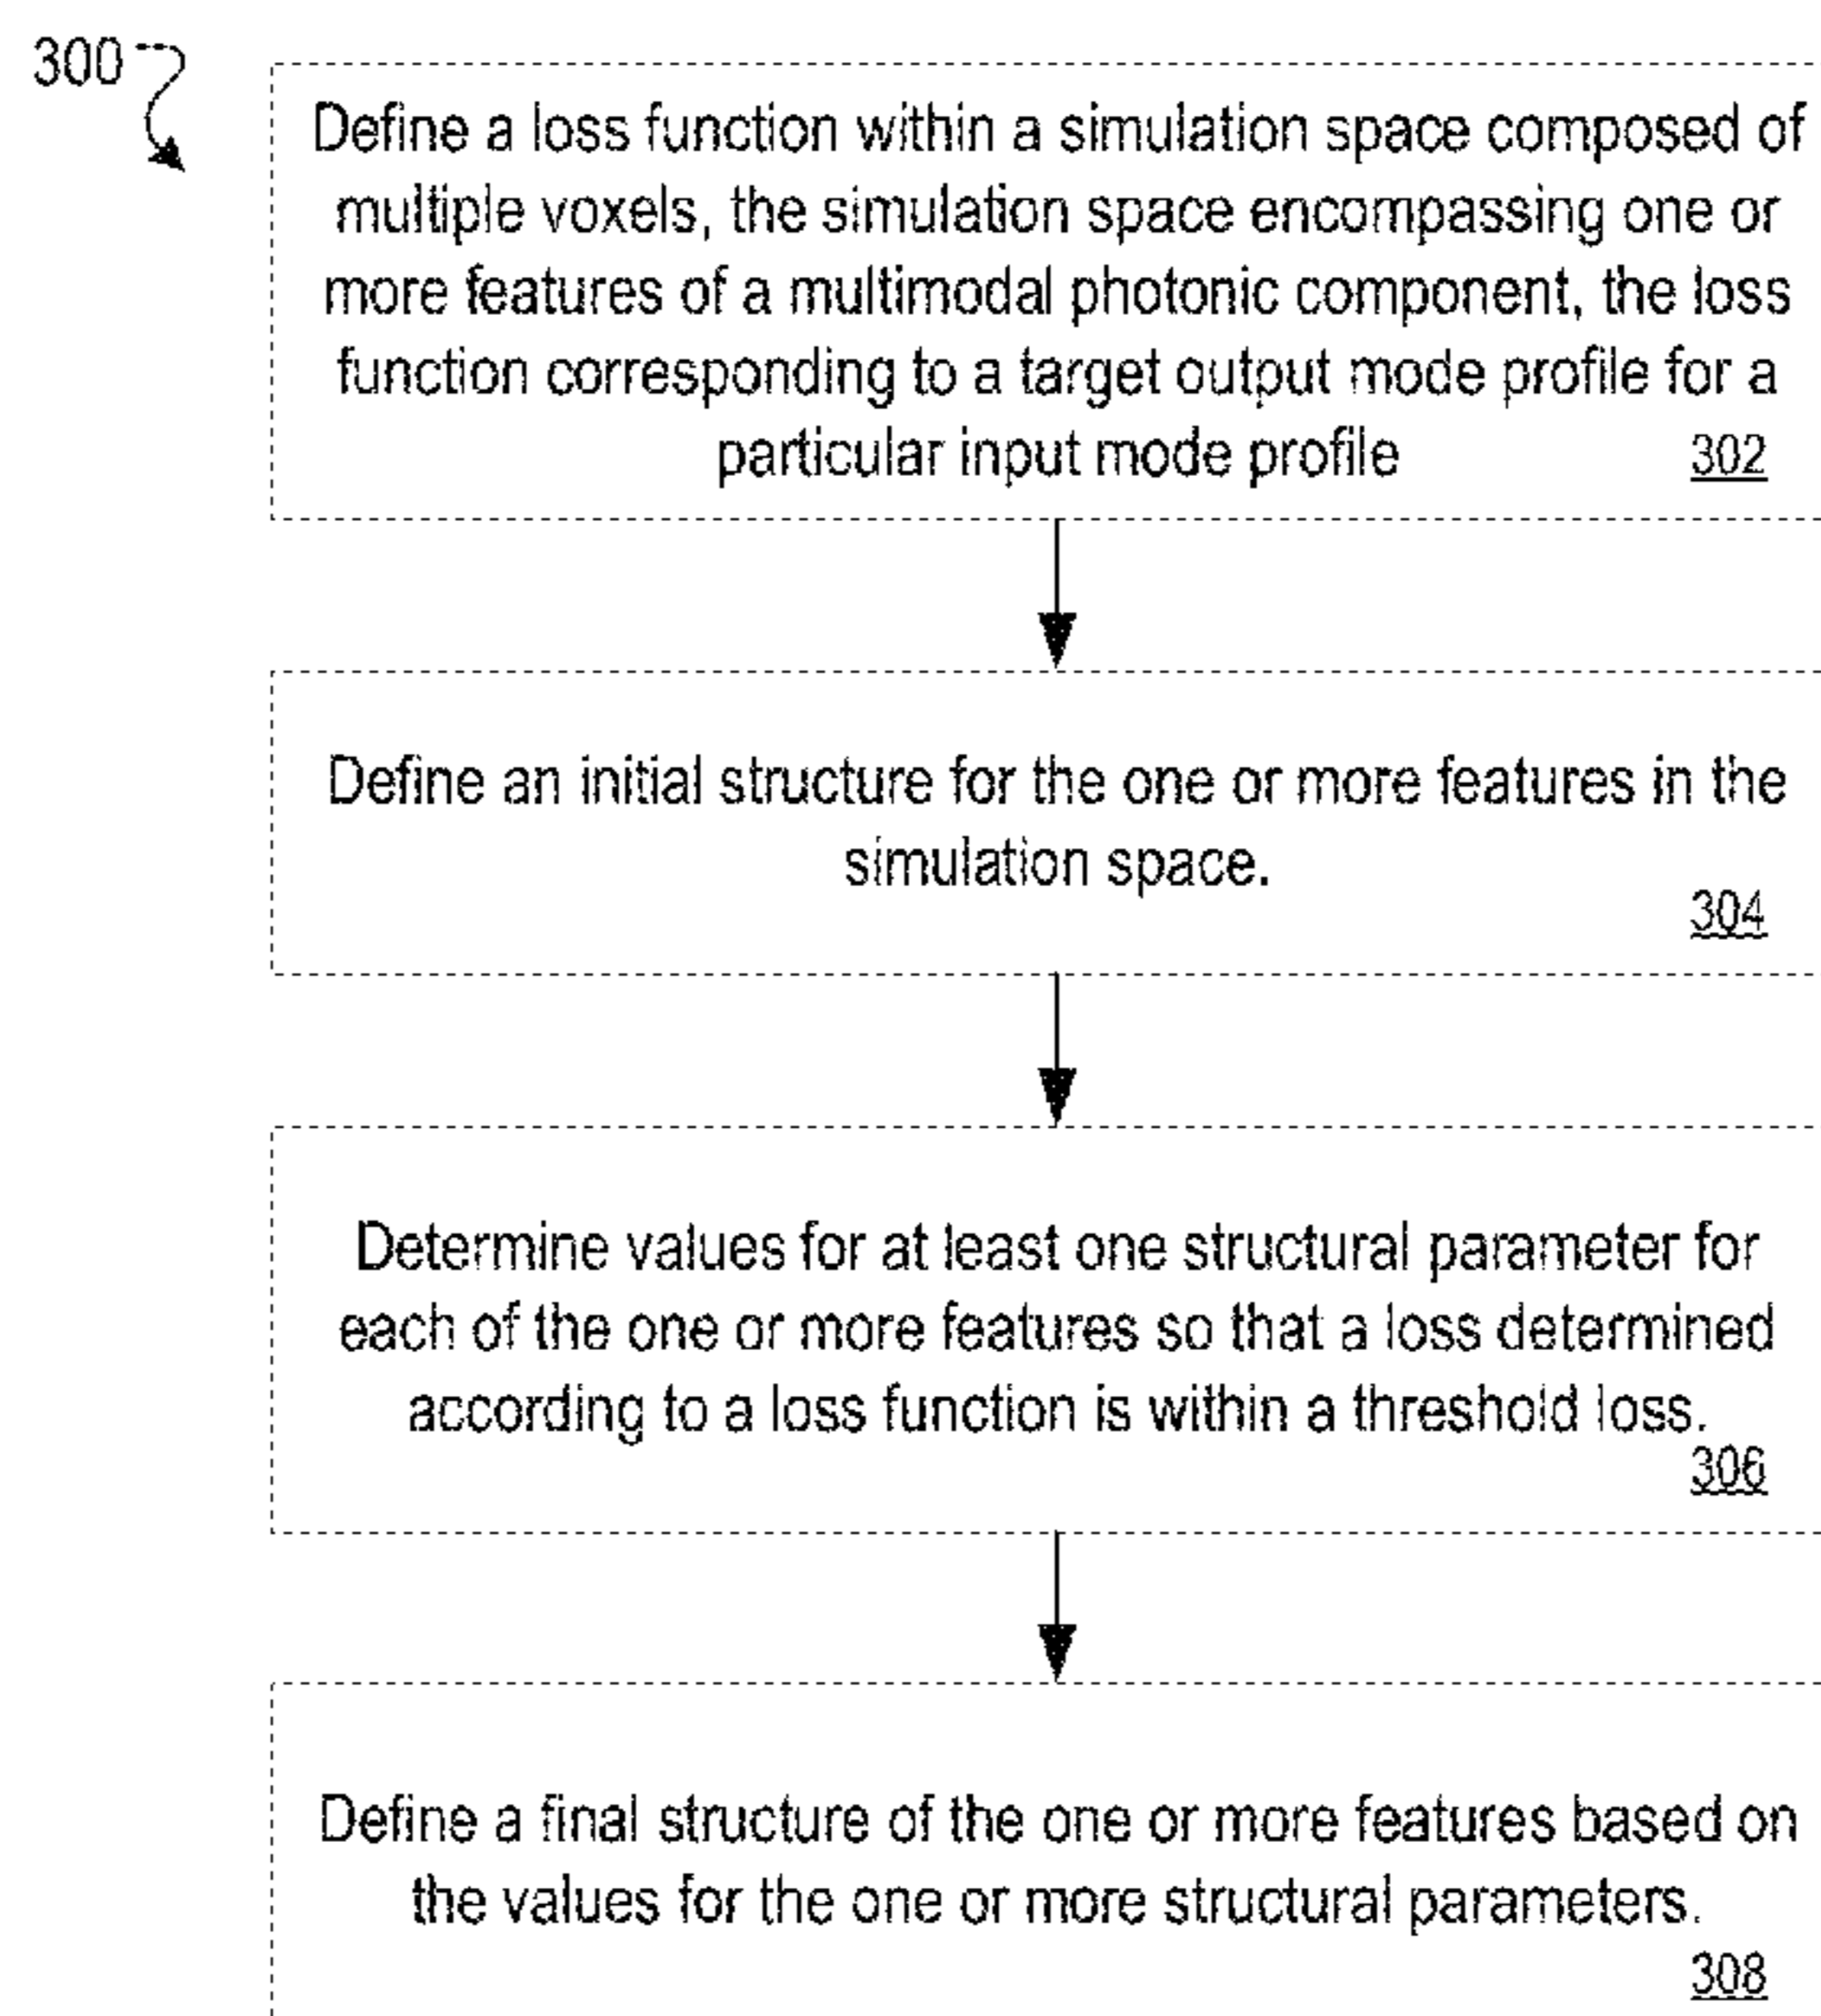 300
Define a loss function within a simulation space composed of
multiple voxels, the simulation space encompassing one or
more features of a multimodal photonic component, the loss
function corresponding to a target output mode profile for a
particular input mode profile
302
Define an initial structure for the one or more features in the
simulation space.
304
Determine values for at least one structural parameter for
each of the one or more features so that a loss determined
according to a loss function is within a threshold loss.
306
Define a final structure of the one or more features based on
the values for the one or more structural parameters.
308